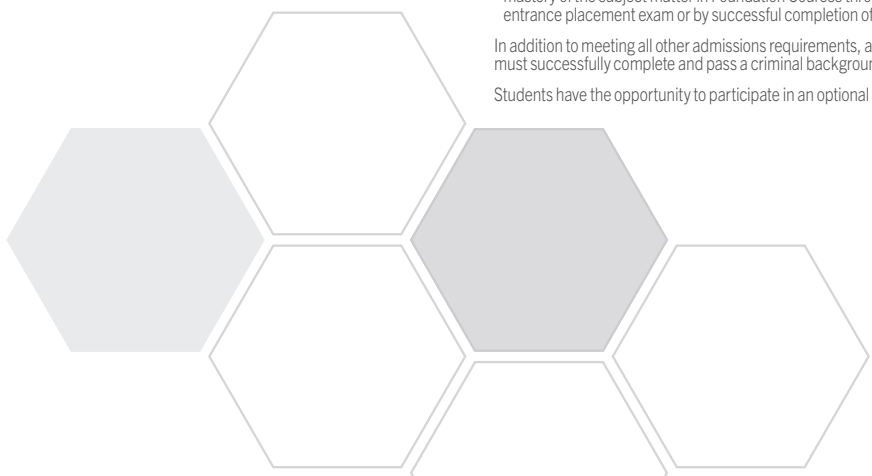 mastery of the subject matter in Foundation Courses thro
entrance placement exam or by successful completion of
In addition to meeting all other admissions requirements, a
must successfully complete and pass a criminal backgroun
Students have the opportunity to participate in an optional